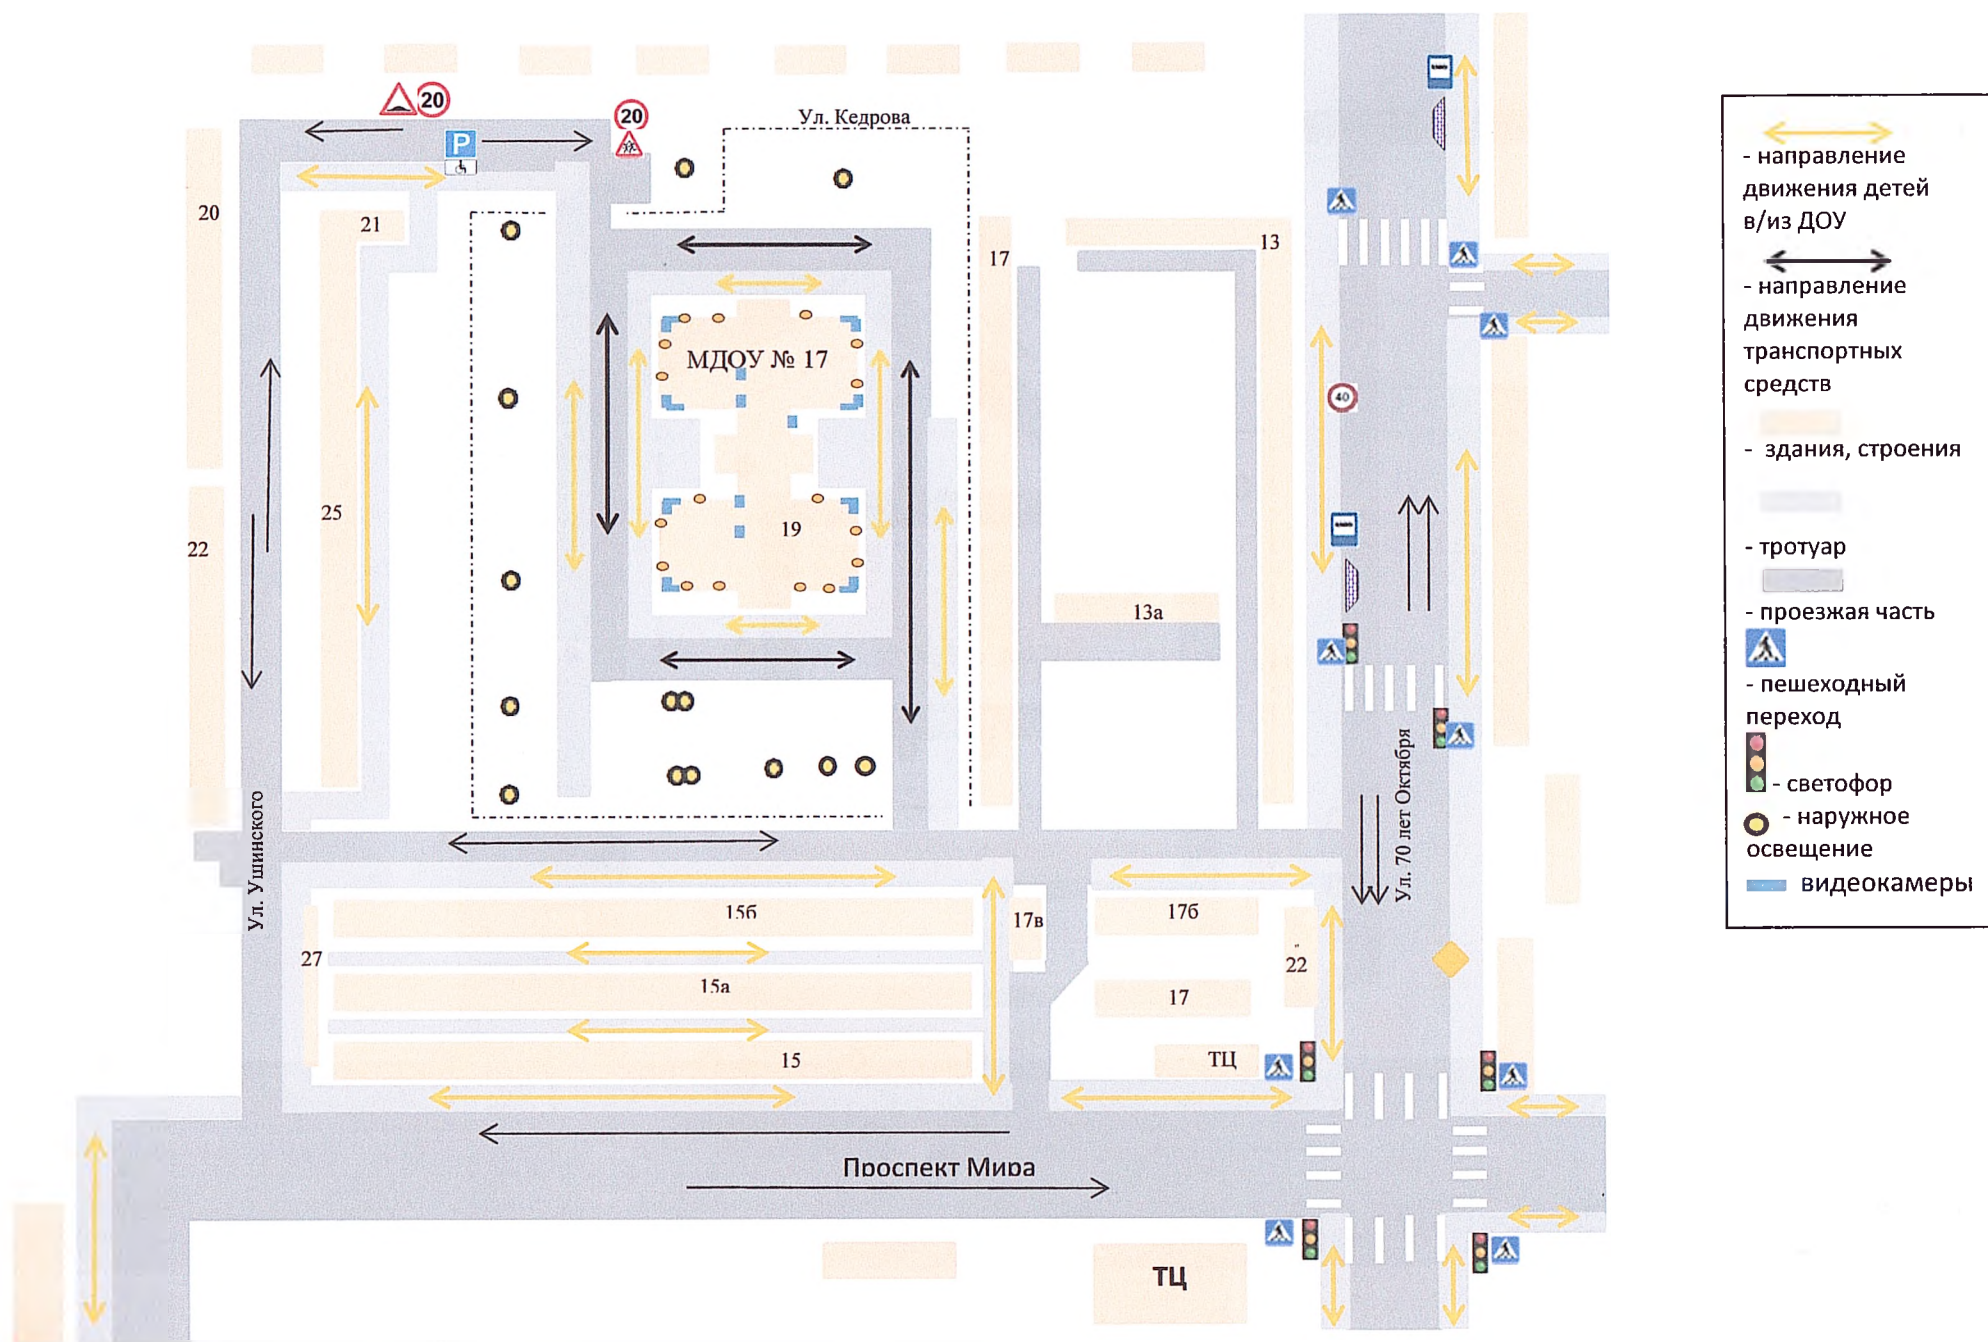 20
20
Ул. Кедрова
P
20
21
17
13
МДОУ № 17
40
25
22
19
13а
Ул. 70 лет Октября
Ул. Ушинского
15б
17в
17б
27
22
15а
17
15
ТЦ
Проспект Мира
ТЦ
- направление
движения детей
в/из ДОУ
- направление
движения
транспортных
средств
- здания, строения
- тротуар
- проезжая часть
- пешеходный
переход
- светофор
- наружное
освещение
видеокамеры